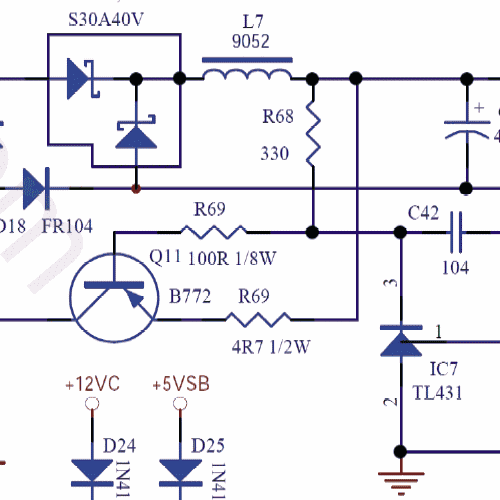 S30A40V
L7
9052
R68
330
+
D18
FR104
R69
Q11
100R 1/8W
C42
104
B772
R69
4R7 1/2W
3
1
IC7
TL431
2
+12VC
+5VSB
D24
1N41
D25
1N41